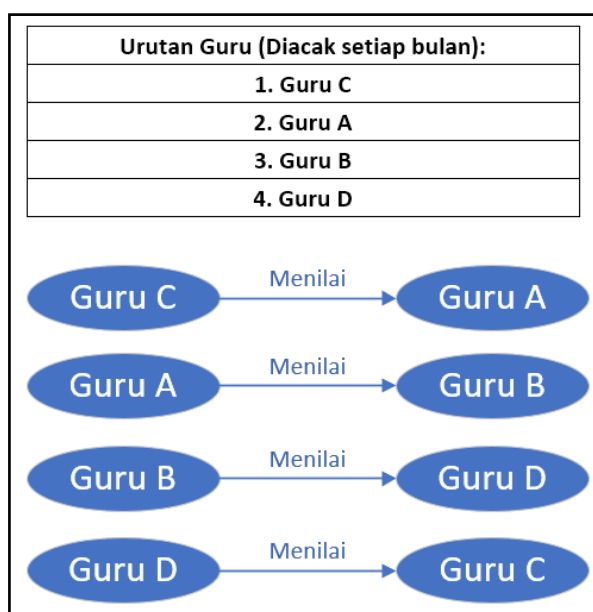 Urutan Guru (Diacak setiap bulan):
1. Guru C
2. Guru A
3. Guru B
4. Guru D
Guru C Menilai Guru A
Guru A Menilai Guru B
Guru B Menilai Guru D
Guru D Menilai Guru C